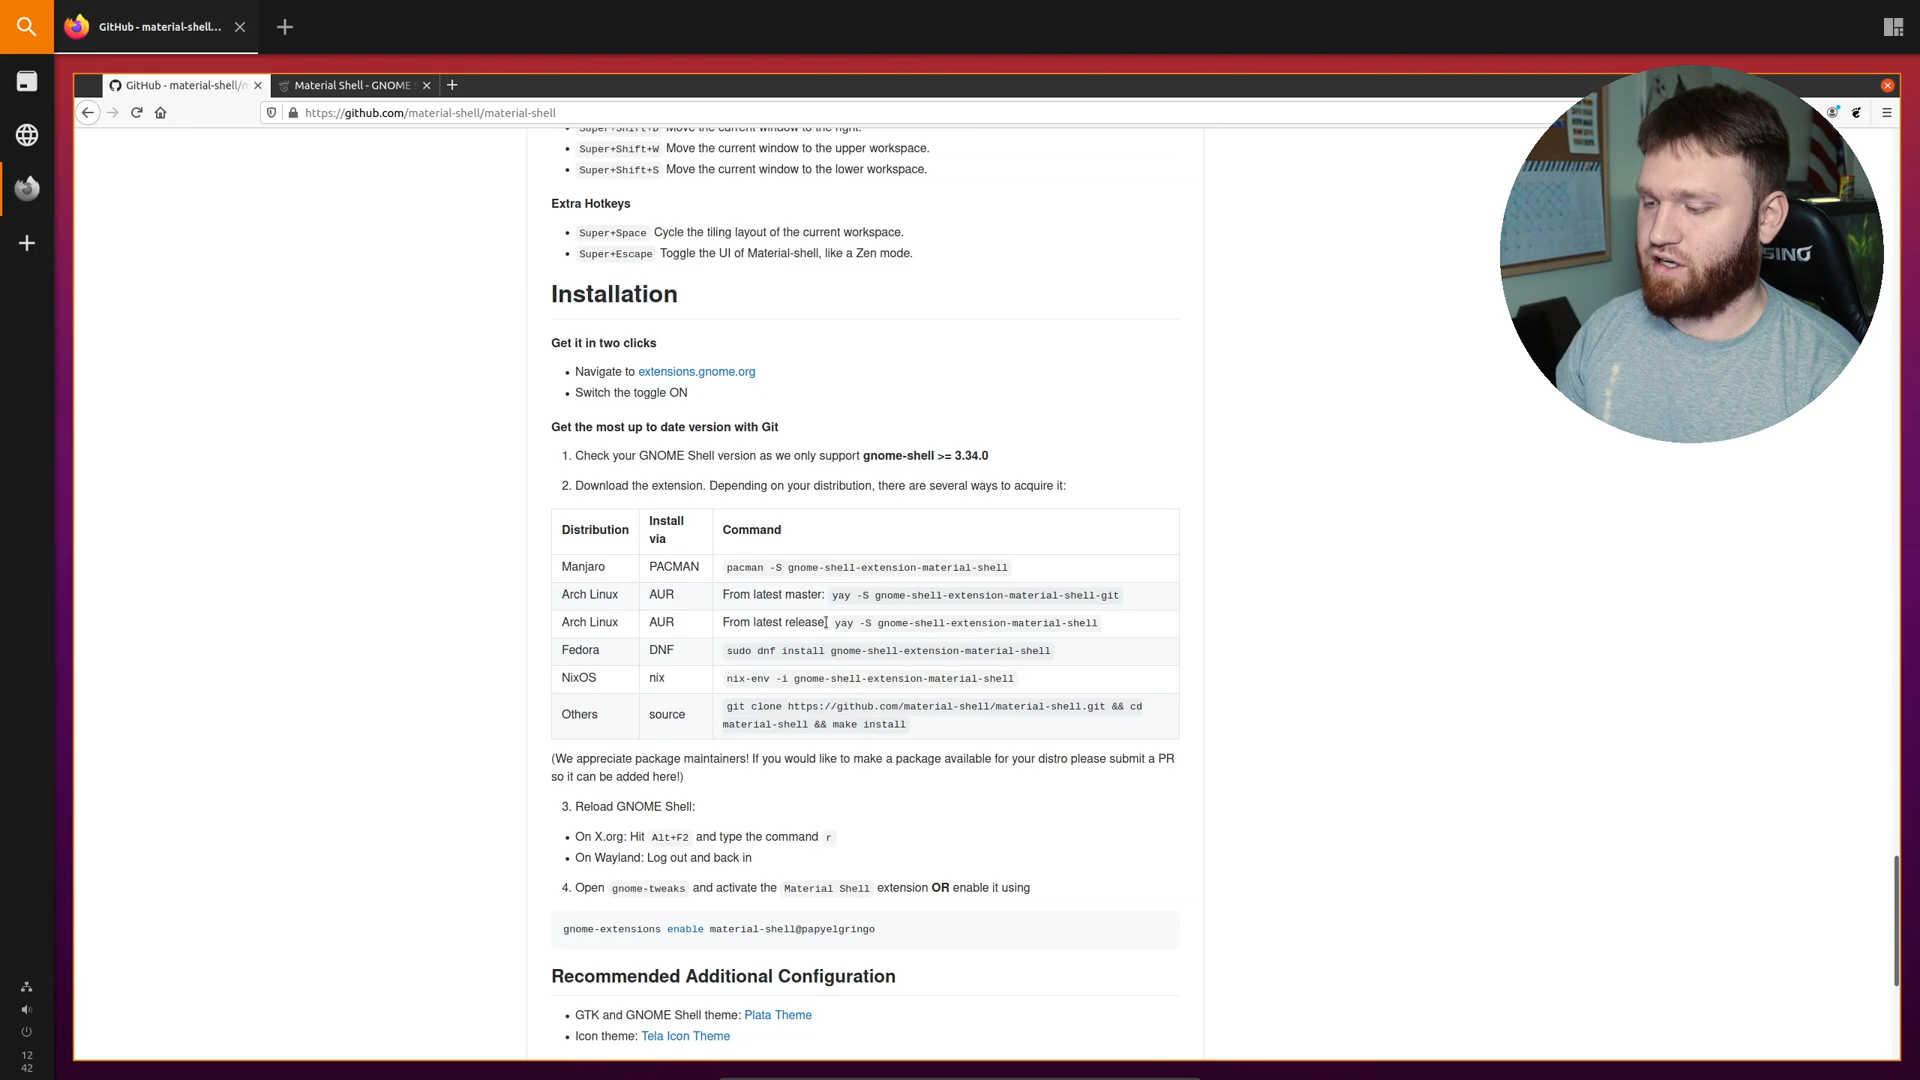 GitHub - material-shell...
GitHub - material-shell/m
Material Shell - GNOME S
https://github.com/material-shell/material-shell
Super+Shift+D Move the current window to the right.
Super+Shift+W Move the current window to the upper workspace.
Super+Shift+S Move the current window to the lower workspace.
Extra Hotkeys
Super+Space Cycle the tiling layout of the current workspace.
Super+Escape Toggle the UI of Material-shell, like a Zen mode.
Installation
Get it in two clicks
Navigate to extensions.gnome.org
Switch the toggle ON
Get the most up to date version with Git
1. Check your GNOME Shell version as we only support gnome-shell >= 3.34.0
2. Download the extension. Depending on your distribution, there are several ways to acquire it:
Distribution Install via Command
Manjaro PACMAN pacman -S gnome-shell-extension-material-shell
Arch Linux AUR From latest master: yay -S gnome-shell-extension-material-shell-git
Arch Linux AUR From latest release: yay -S gnome-shell-extension-material-shell
Fedora DNF sudo dnf install gnome-shell-extension-material-shell
NixOS nix nix-env -i gnome-shell-extension-material-shell
Others source git clone https://github.com/material-shell/material-shell.git && cd
material-shell && make install
(We appreciate package maintainers! If you would like to make a package available for your distro please submit a PR
so it can be added here!)
3. Reload GNOME Shell:
On X.org: Hit Alt+F2 and type the command r
On Wayland: Log out and back in
4. Open gnome-tweaks and activate the Material Shell extension OR enable it using
gnome-extensions enable material-shell@papyelgringo
Recommended Additional Configuration
GTK and GNOME Shell theme: Plata Theme
Icon theme: Tela Icon Theme
12
42
SINO